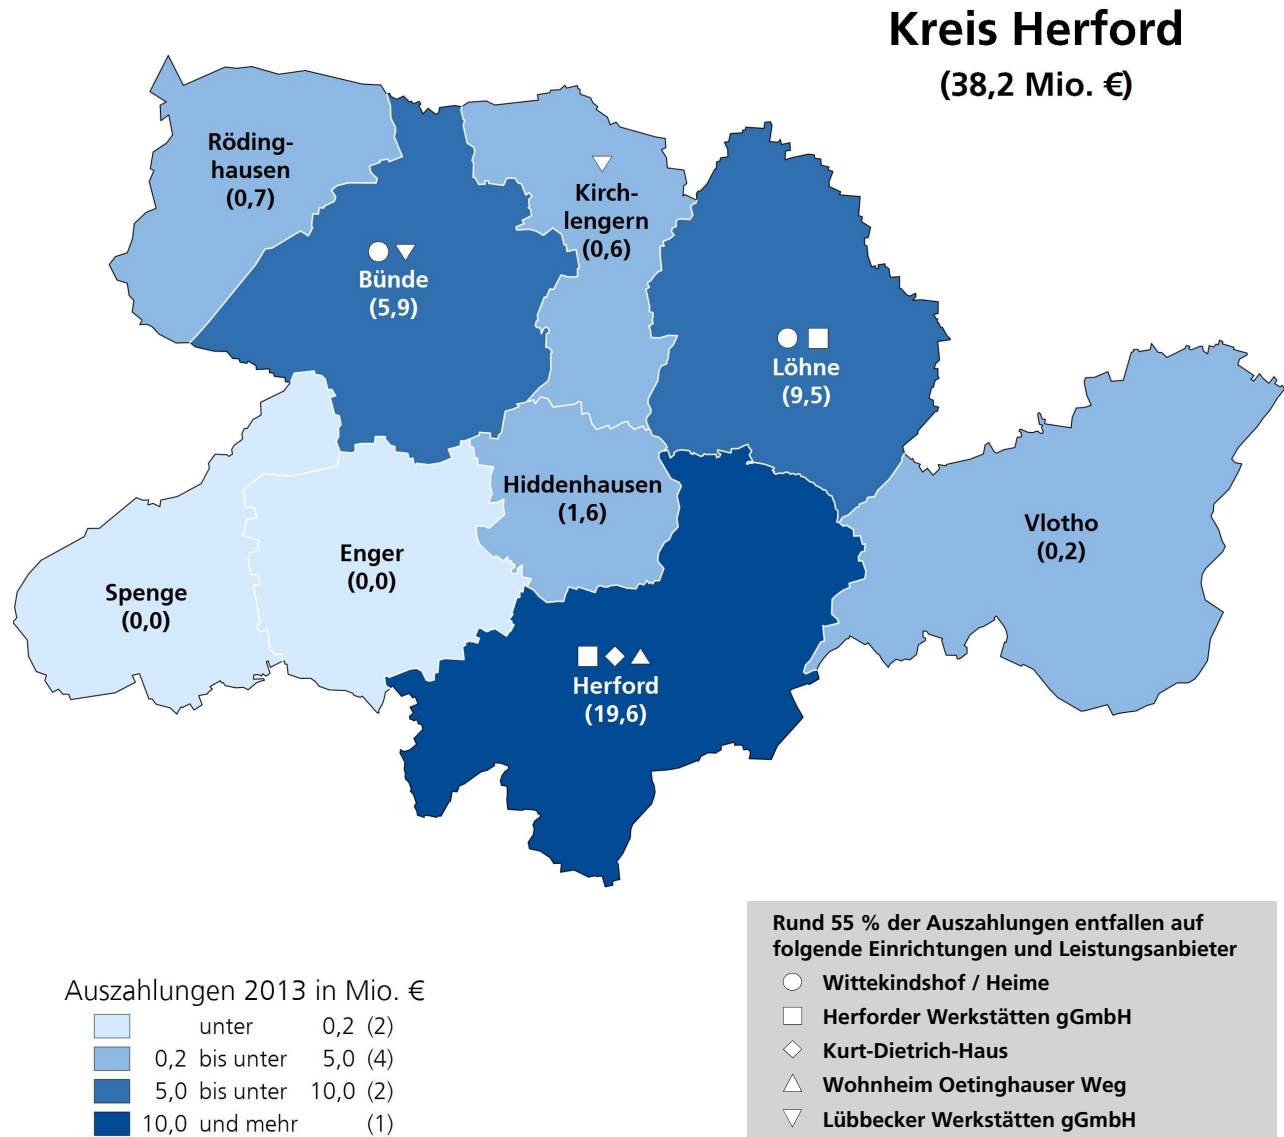 Kreis Herford
(38,2 Mio. €)
Röding-
hausen
(0,7)
Kirch-
lengern
(0,6)
Bünde
(5,9)
Löhne
(9,5)
Hiddenhausen
(1,6)
Vlotho
(0,2)
Enger
(0,0)
Spenge
(0,0)
Herford
(19,6)
Auszahlungen 2013 in Mio. €
unter 0,2 (2)
0,2 bis unter 5,0 (4)
5,0 bis unter 10,0 (2)
10,0 und mehr (1)
Rund 55 % der Auszahlungen entfallen auf
folgende Einrichtungen und Leistungsanbieter
Wittekindshof / Heime
Herforder Werkstätten gGmbH
Kurt-Dietrich-Haus
Wohnheim Oetinghauser Weg
Lübbecker Werkstätten gGmbH